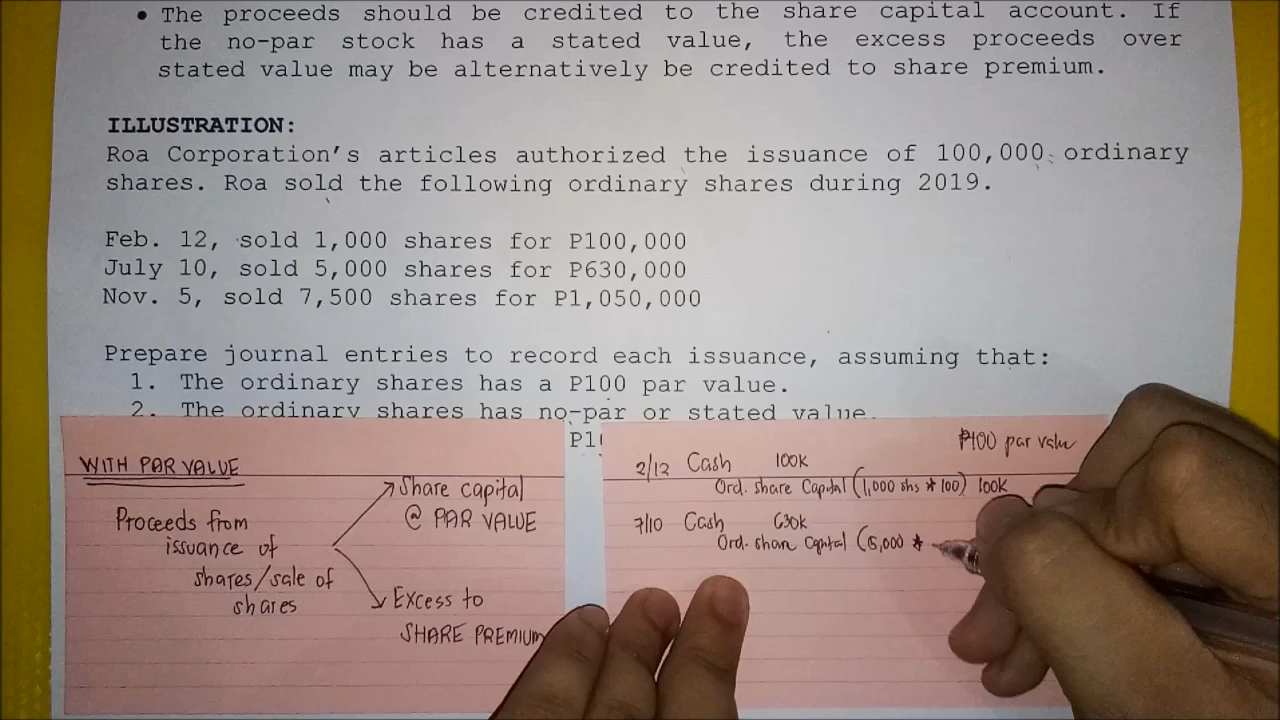 • The proceeds should be credited to the share capital account. If
the no-par stock has a stated value, the excess proceeds over
stated value may be alternatively be credited to share premium.
ILLUSTRATION:
Roa Corporation's articles authorized the issuance of 100,000 ordinary
shares. Roa sold the following ordinary shares during 2019.
Feb. 12, sold 1,000 shares for P100,000
July 10, sold 5,000 shares for P630,000
Nov. 5, sold 7,500 shares for P1,050,000
Prepare journal entries to record each issuance, assuming that:
1. The ordinary shares has a P100 par value.
2. The ordinary shares has no-par or stated value.
WITH PAR VALUE
Proceeds from
issuance of
shares/sale of
shares
Share capital
@ PAR VALUE
Excess to
SHARE PREMIUM
₱100 par value
2/12 Cash 100k
Ord. share Capital (1,000 shs * 100) 100k
7/10 Cash 630k
Ord. share Capital (5,000 *